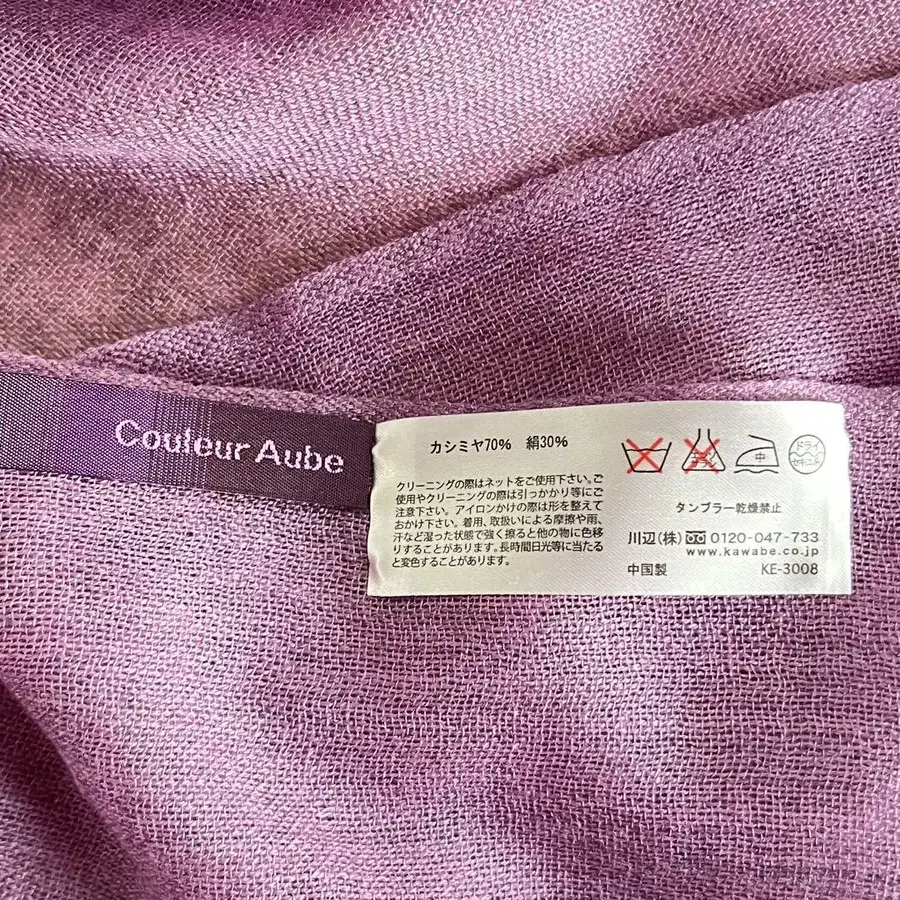 Couleur Aube
カシミヤ70% 絹30%
クリーニングの際はネットをご使用下さい。ご
使用やクリーニングの際は引っかかり等にご
注意下さい。アイロンかけの際は形を整えて
おかけ下さい。着用、取扱いによる摩擦や雨、
汗など湿った状態で強く擦ると他の物に色移
りすることがあります。長時間日光等に当たる
と変色することがあります。
エンソサラシ
中
ドライ
セキユ系
タンブラー乾燥禁止
川辺(株) 0120-047-733
www.kawabe.co.jp
中国製 KE-3008